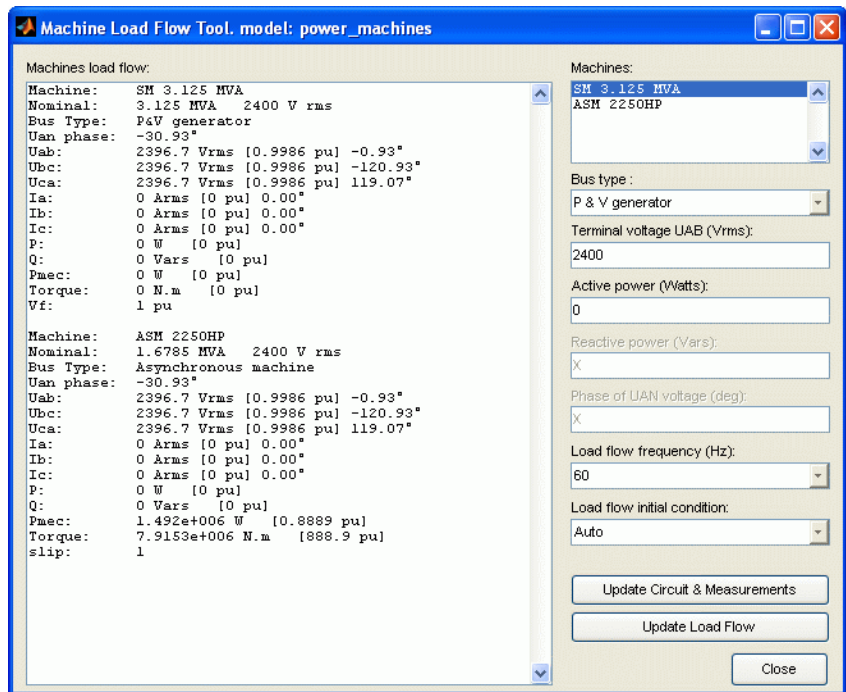 Machine Load Flow Tool. model: power_machines
Machines load flow:
Machine: SM 3.125 MVA
Nominal: 3.125 MVA 2400 V rms
Bus Type: P&V generator
Uan phase: -30.93°
Uab: 2396.7 Vrms [0.9986 pu] -0.93°
Ubc: 2396.7 Vrms [0.9986 pu] -120.93°
Uca: 2396.7 Vrms [0.9986 pu] 119.07°
Ia: 0 Arms [0 pu] 0.00°
Ib: 0 Arms [0 pu] 0.00°
Ic: 0 Arms [0 pu] 0.00°
P: 0 W [0 pu]
Q: 0 Vars [0 pu]
Pmec: 0 W [0 pu]
Torque: 0 N.m [0 pu]
Vf: 1 pu
Machine: ASM 2250HP
Nominal: 1.6785 MVA 2400 V rms
Bus Type: Asynchronous machine
Uan phase: -30.93°
Uab: 2396.7 Vrms [0.9986 pu] -0.93°
Ubc: 2396.7 Vrms [0.9986 pu] -120.93°
Uca: 2396.7 Vrms [0.9986 pu] 119.07°
Ia: 0 Arms [0 pu] 0.00°
Ib: 0 Arms [0 pu] 0.00°
Ic: 0 Arms [0 pu] 0.00°
P: 0 W [0 pu]
Q: 0 Vars [0 pu]
Pmec: 1.492e+006 W [0.8889 pu]
Torque: 7.9153e+006 N.m [888.9 pu]
slip: 1
Machines:
SM 3.125 MVA
ASM 2250HP
Bus type :
P & V generator
Terminal voltage UAB (Vrms):
2400
Active power (Watts):
0
Reactive power (Vars):
X
Phase of UAN voltage (deg):
X
Load flow frequency (Hz):
60
Load flow initial condition:
Auto
Update Circuit & Measurements
Update Load Flow
Close